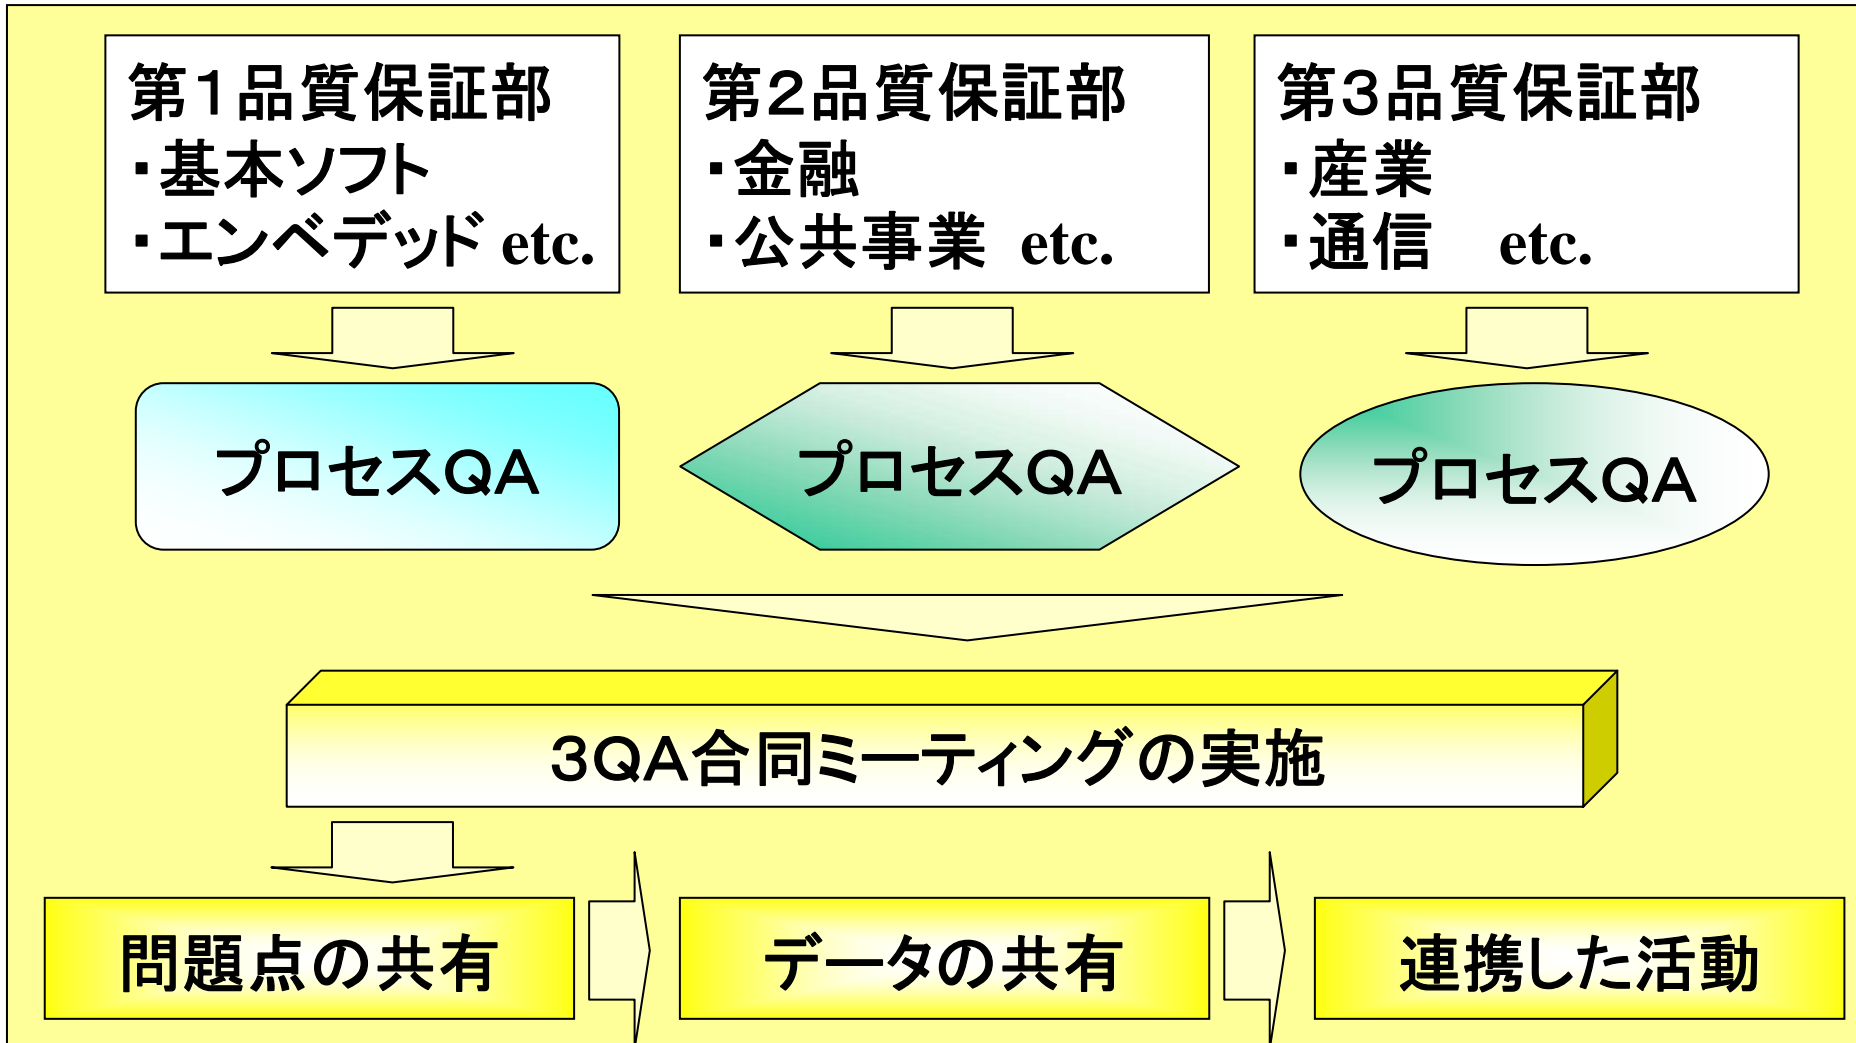 第１品質保証部
・基本ソフト
・エンベデッド etc.
第２品質保証部
・金融
・公共事業 etc.
第３品質保証部
・産業
・通信 etc.
プロセスＱＡ
プロセスＱＡ
プロセスＱＡ
３ＱＡ合同ミーティングの実施
問題点の共有
データの共有
連携した活動